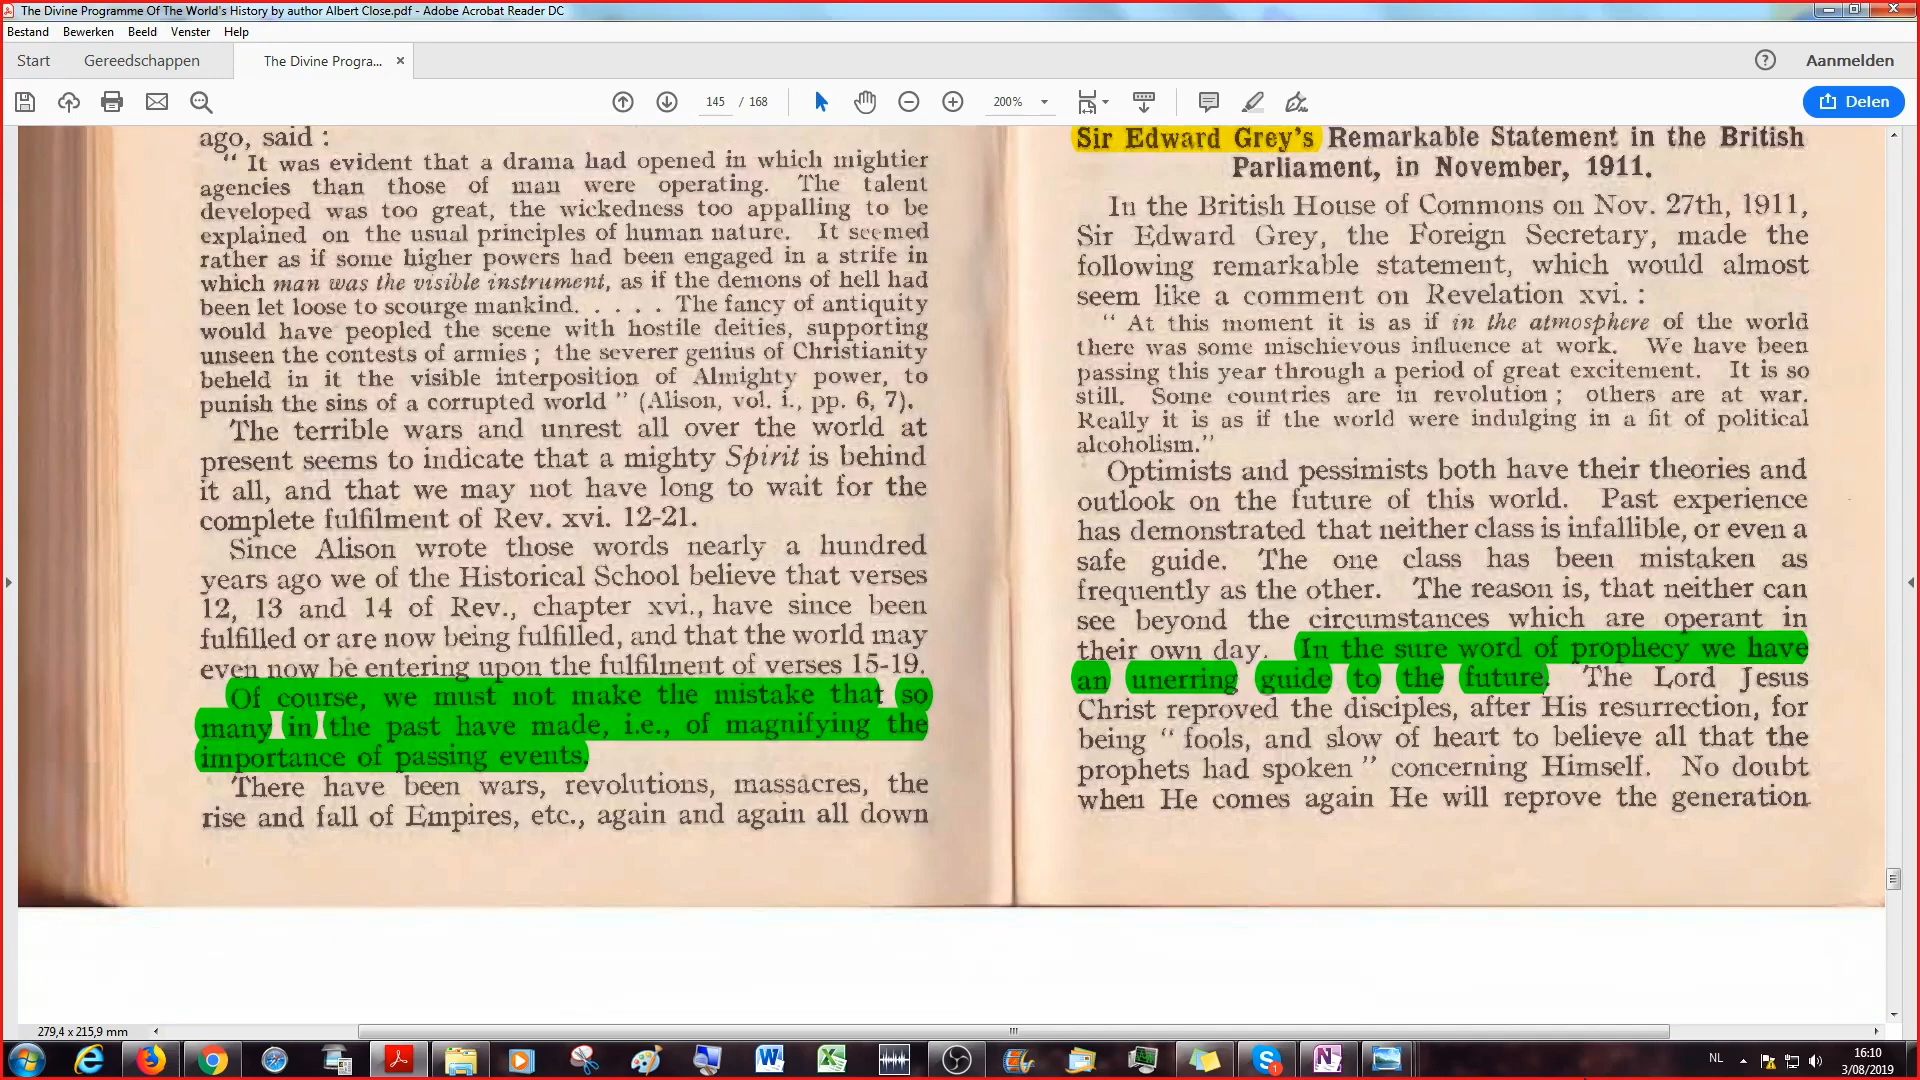 The Divine Programme Of The World's History by author Albert Close.pdf - Adobe Acrobat Reader DC
Bestand Bewerken Beeld Venster Help
Start Gereedschappen The Divine Progra... × Aanmelden
145 / 168 200% Delen
ago, said :
“ It was evident that a drama had opened in which mightier
agencies than those of man were operating. The talent
developed was too great, the wickedness too appalling to be
explained on the usual principles of human nature. It seemed
rather as if some higher powers had been engaged in a strife in
which man was the visible instrument, as if the demons of hell had
been let loose to scourge mankind. . . . . The fancy of antiquity
would have peopled the scene with hostile deities, supporting
unseen the contests of armies ; the severer genius of Christianity
beheld in it the visible interposition of Almighty power, to
punish the sins of a corrupted world ” (Alison, vol. i., pp. 6, 7).
The terrible wars and unrest all over the world at
present seems to indicate that a mighty Spirit is behind
it all, and that we may not have long to wait for the
complete fulfilment of Rev. xvi. 12-21.
Since Alison wrote those words nearly a hundred
years ago we of the Historical School believe that verses
12, 13 and 14 of Rev., chapter xvi., have since been
fulfilled or are now being fulfilled, and that the world may
even now be entering upon the fulfilment of verses 15-19.
Of course, we must not make the mistake that so
many in the past have made, i.e., of magnifying the
importance of passing events.
There have been wars, revolutions, massacres, the
rise and fall of Empires, etc., again and again all down
Sir Edward Grey's Remarkable Statement in the British
Parliament, in November, 1911.
In the British House of Commons on Nov. 27th, 1911,
Sir Edward Grey, the Foreign Secretary, made the
following remarkable statement, which would almost
seem like a comment on Revelation xvi. :
“ At this moment it is as if in the atmosphere of the world
there was some mischievous influence at work. We have been
passing this year through a period of great excitement. It is so
still. Some countries are in revolution ; others are at war.
Really it is as if the world were indulging in a fit of political
alcoholism.”
Optimists and pessimists both have their theories and
outlook on the future of this world. Past experience
has demonstrated that neither class is infallible, or even a
safe guide. The one class has been mistaken as
frequently as the other. The reason is, that neither can
see beyond the circumstances which are operant in
their own day. In the sure word of prophecy we have
an unerring guide to the future. The Lord Jesus
Christ reproved the disciples, after His resurrection, for
being “ fools, and slow of heart to believe all that the
prophets had spoken ” concerning Himself. No doubt
when He comes again He will reprove the generation
279,4 x 215,9 mm
NL
16:10
3/08/2019